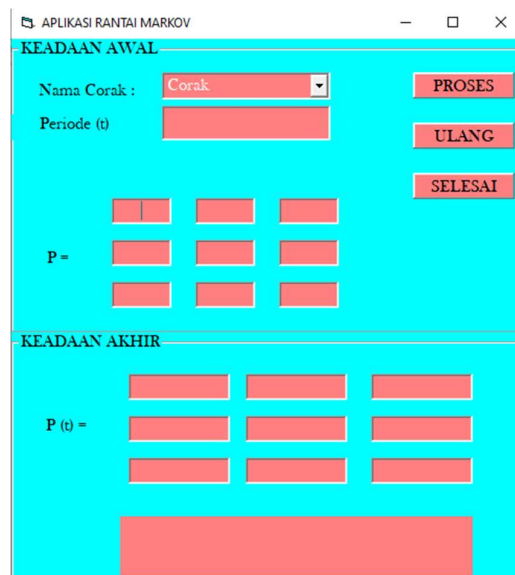 APLIKASI RANTAI MARKOV
KEADAAN AWAL
Nama Corak : Corak PROSES
Periode (t) ULANG
SELESAI
P =
KEADAAN AKHIR
P (t) =